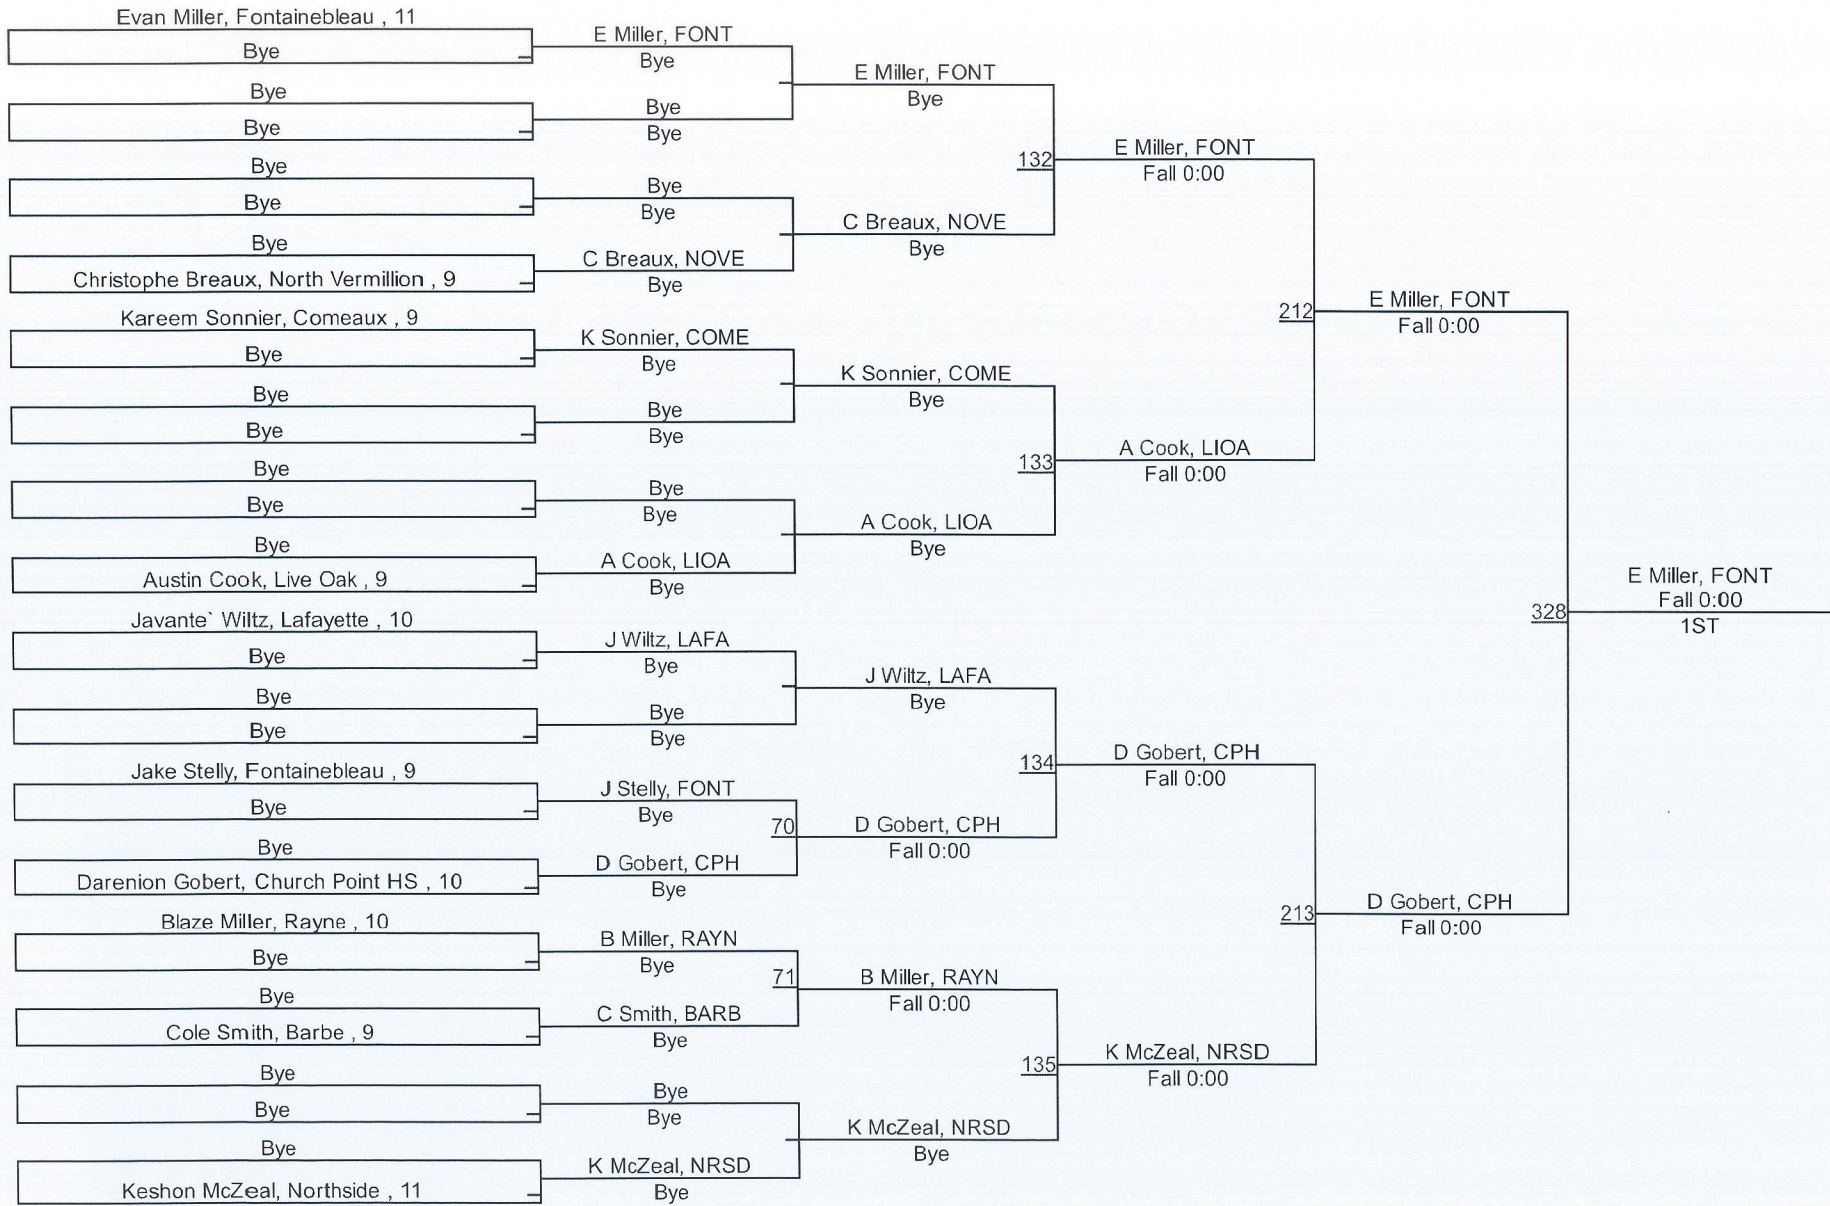 Evan Miller, Fontainebleau , 11
Bye
Bye
Bye
Bye
Bye
Bye
Christophe Breaux, North Vermillion , 9
Kareem Sonnier, Comeaux , 9
Bye
Bye
Bye
Bye
Bye
Bye
Austin Cook, Live Oak , 9
Javante` Wiltz, Lafayette , 10
Bye
Bye
Bye
Jake Stelly, Fontainebleau , 9
Bye
Bye
Darenion Gobert, Church Point HS , 10
Blaze Miller, Rayne , 10
Bye
Bye
Cole Smith, Barbe , 9
Bye
Bye
Bye
Keshon McZeal, Northside , 11
E Miller, FONT
Bye
Bye
Bye
Bye
Bye
C Breaux, NOVE
Bye
K Sonnier, COME
Bye
Bye
Bye
Bye
Bye
A Cook, LIOA
Bye
J Wiltz, LAFA
Bye
Bye
Bye
J Stelly, FONT
Bye
70
D Gobert, CPH
Bye
B Miller, RAYN
Bye
71
C Smith, BARB
Bye
Bye
Bye
K McZeal, NRSD
Bye
E Miller, FONT
Bye
132
C Breaux, NOVE
Bye
K Sonnier, COME
Bye
133
A Cook, LIOA
Bye
J Wiltz, LAFA
Bye
134
D Gobert, CPH
Fall 0:00
B Miller, RAYN
Fall 0:00
135
K McZeal, NRSD
Bye
E Miller, FONT
Fall 0:00
212
A Cook, LIOA
Fall 0:00
D Gobert, CPH
Fall 0:00
213
K McZeal, NRSD
Fall 0:00
E Miller, FONT
Fall 0:00
328
D Gobert, CPH
Fall 0:00
E Miller, FONT
Fall 0:00
1ST